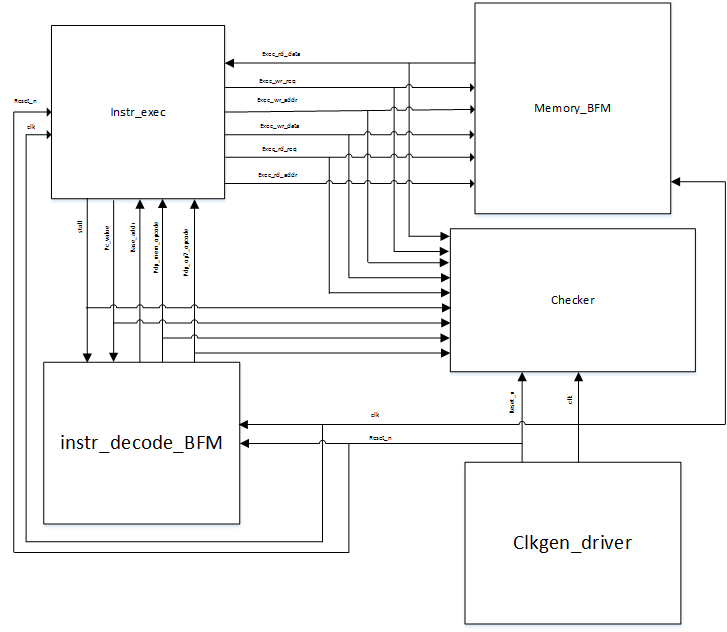 Exec_rd_data
Exec_wr_req
Exec_wr_addr
Exec_wr_data
Exec_rd_req
Exec_rd_addr
Reset_n
clk
Instr_exec
Memory_BFM
stall
Pc_value
Base_addr
Pdp_mem_opcode
Pdp_op7_opcode
Checker
instr_decode_BFM
clk
Reset_n
Reset_n
clk
Clkgen_driver